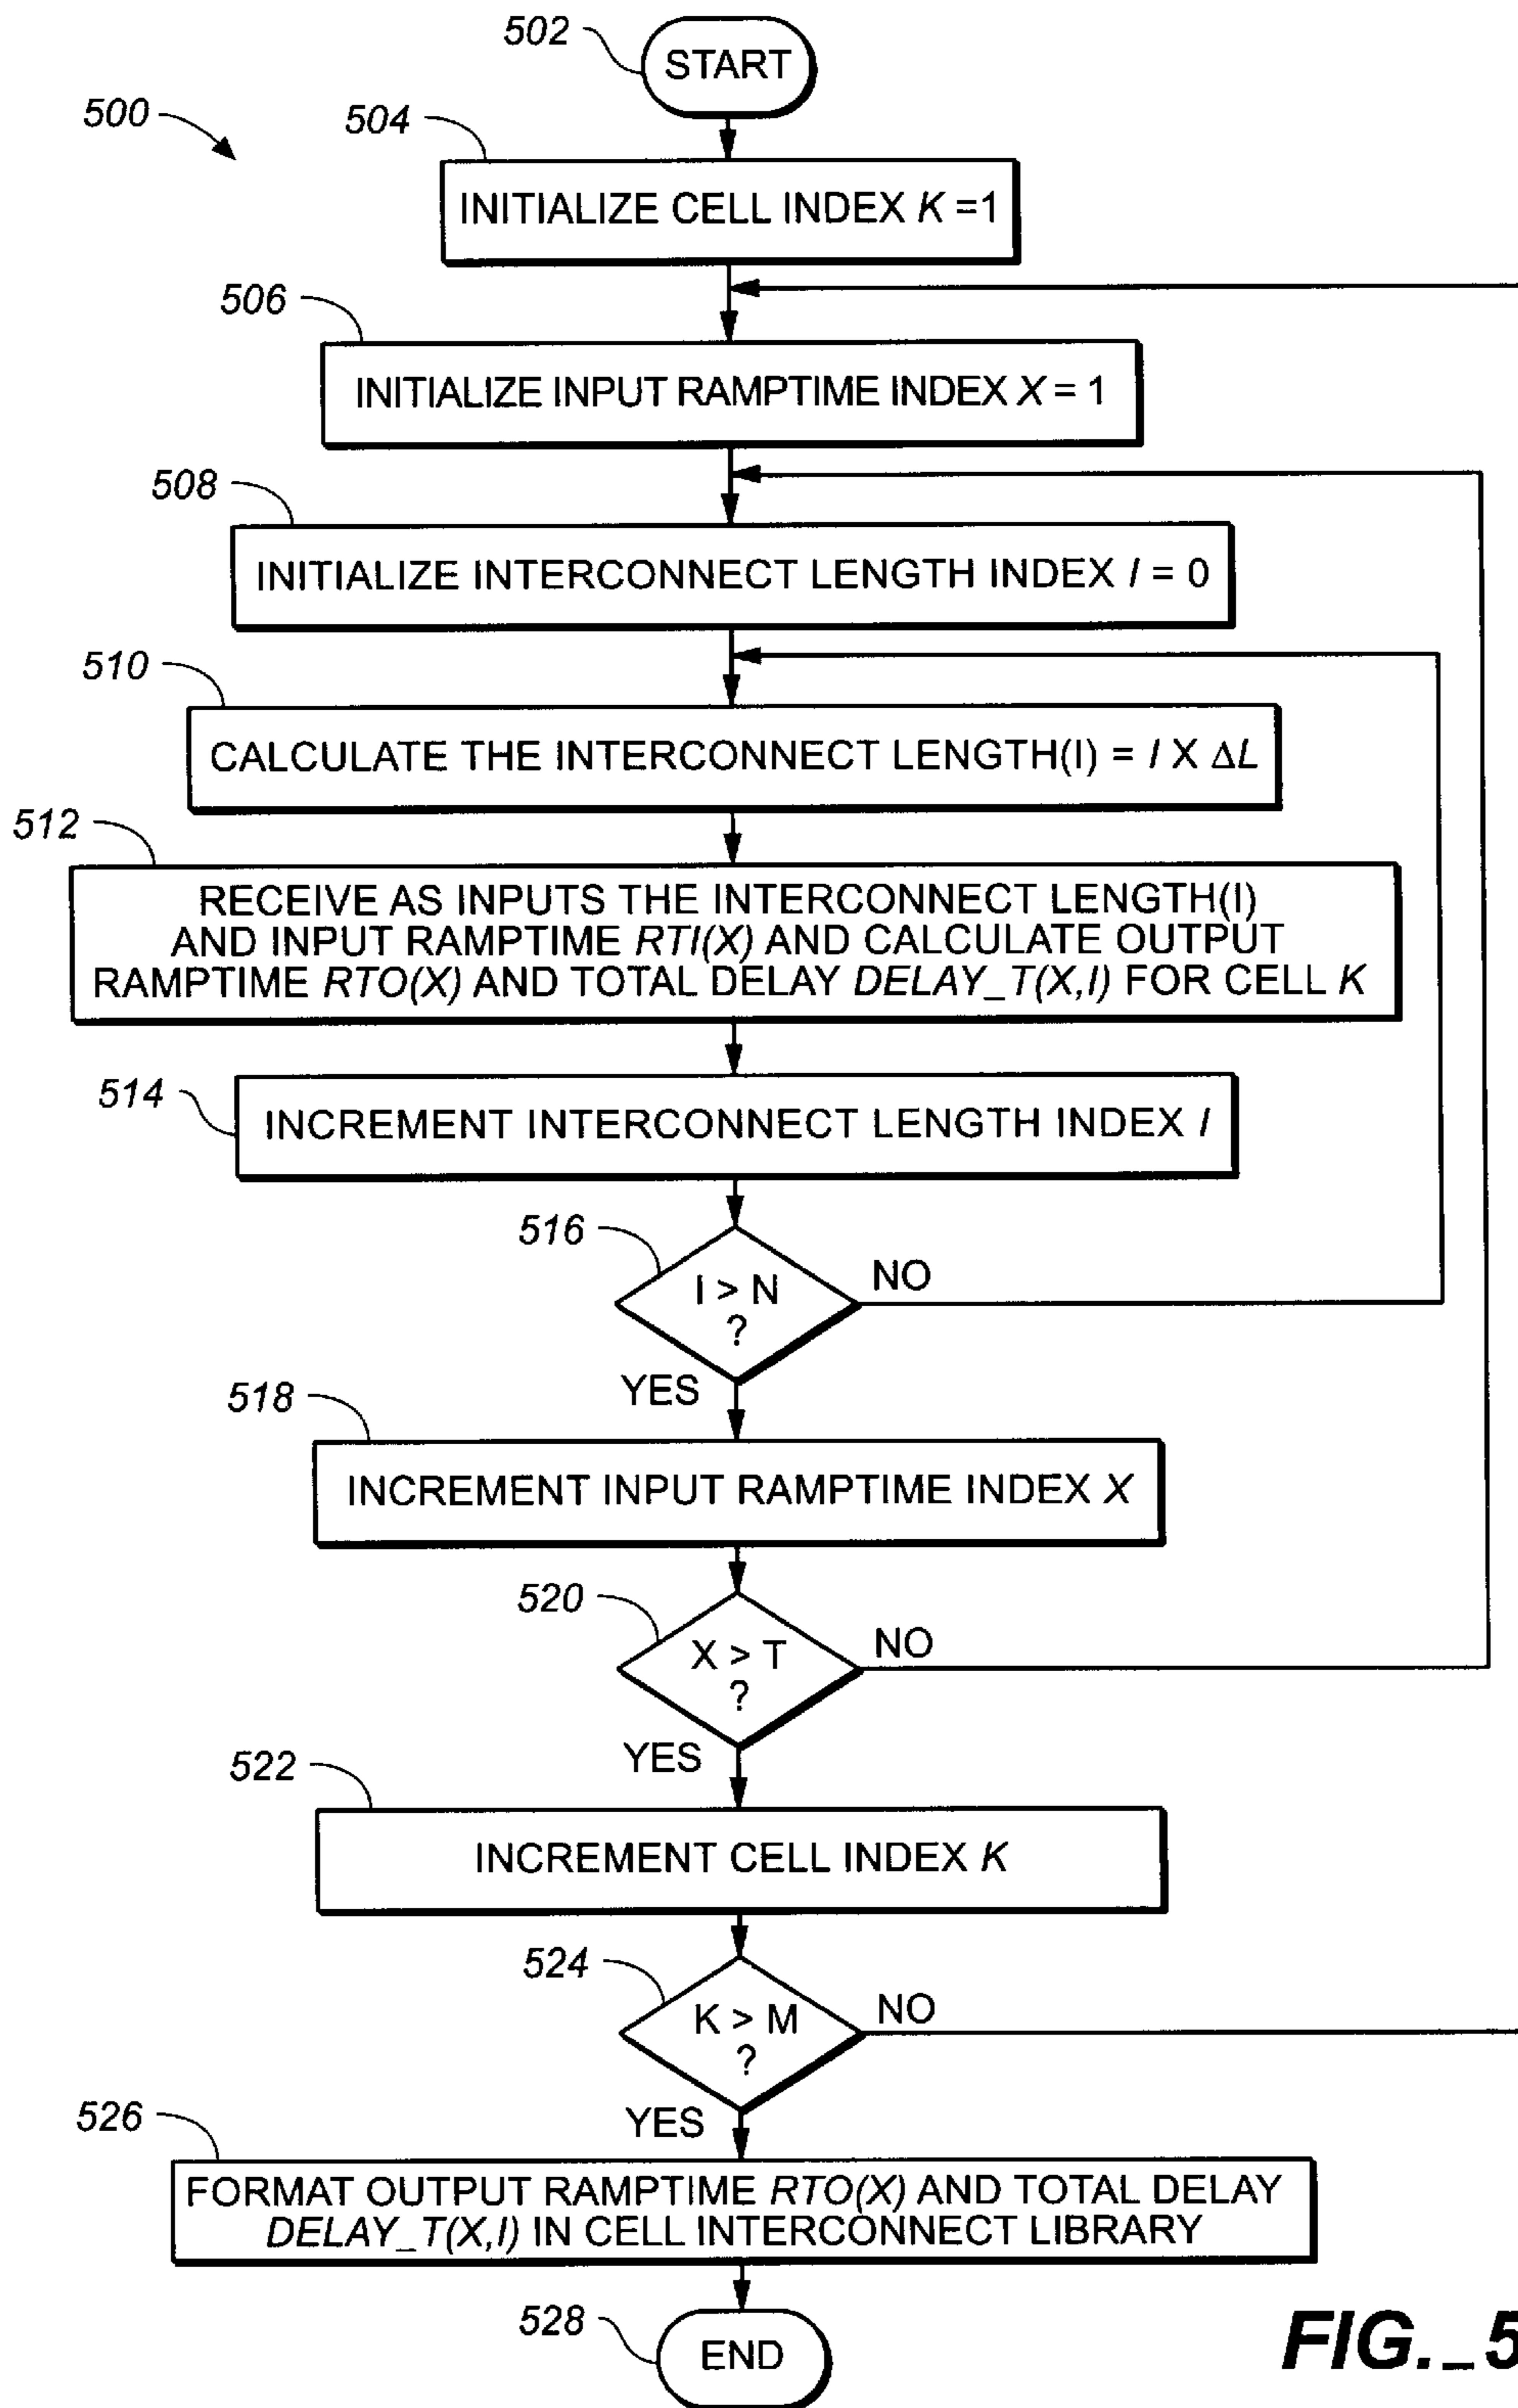 502
START
500
504
INITIALIZE CELL INDEX K =1
506
INITIALIZE INPUT RAMPTIME INDEX X = 1
508
INITIALIZE INTERCONNECT LENGTH INDEX I = 0
510
CALCULATE THE INTERCONNECT LENGTH(I) = I X ΔL
512
RECEIVE AS INPUTS THE INTERCONNECT LENGTH(I)
AND INPUT RAMPTIME RTI(X) AND CALCULATE OUTPUT
RAMPTIME RTO(X) AND TOTAL DELAY DELAY_T(X,I) FOR CELL K
514
INCREMENT INTERCONNECT LENGTH INDEX I
516
I > N
?
NO
YES
518
INCREMENT INPUT RAMPTIME INDEX X
520
X > T
?
NO
YES
522
INCREMENT CELL INDEX K
524
K > M
?
NO
YES
526
FORMAT OUTPUT RAMPTIME RTO(X) AND TOTAL DELAY
DELAY_T(X,I) IN CELL INTERCONNECT LIBRARY
528
END
FIG._5